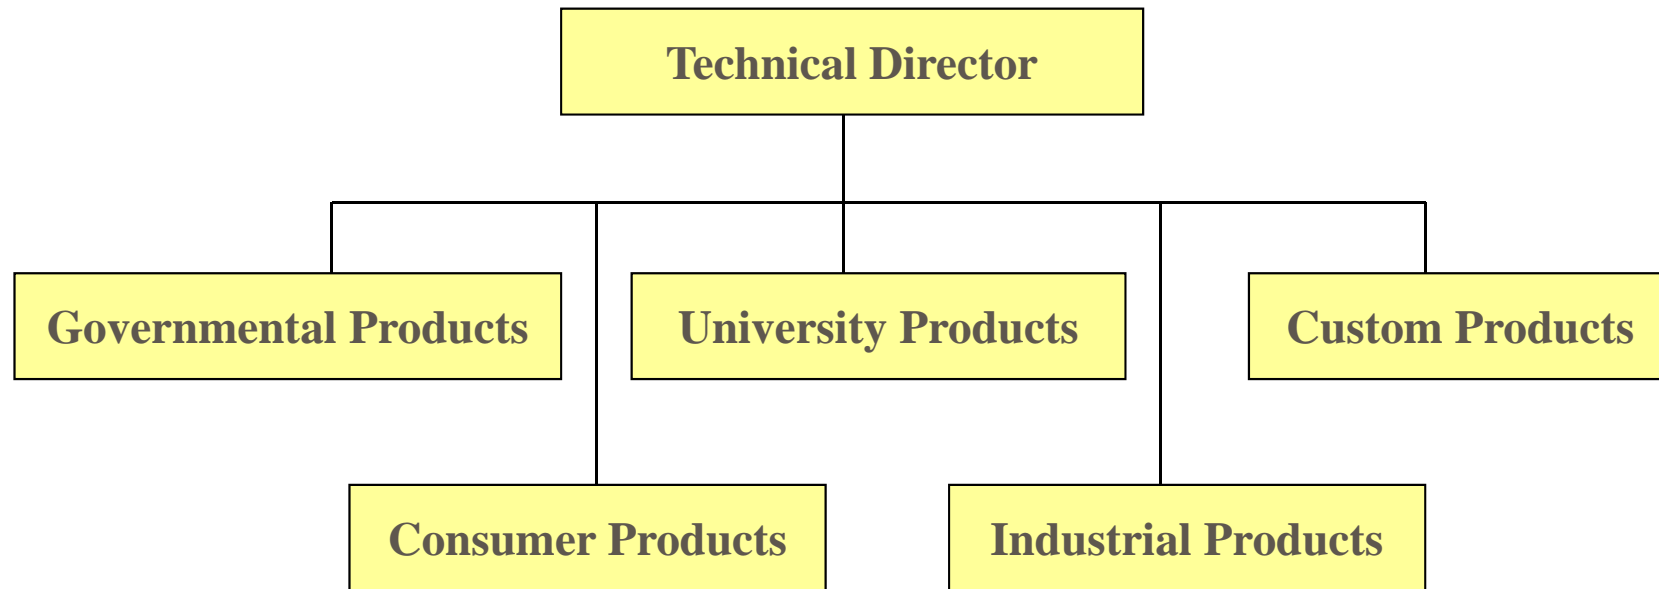 Technical Director
Governmental Products
University Products
Custom Products
Consumer Products
Industrial Products